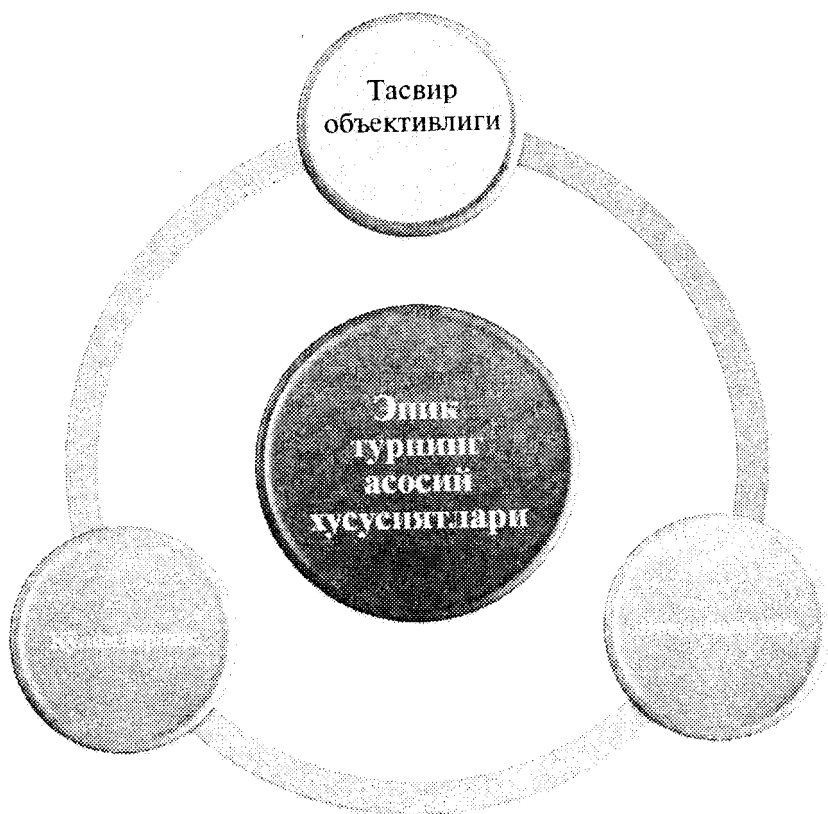 Тасвир
объективлиги
Эпик
турнинг
асосий
хусусиятлари